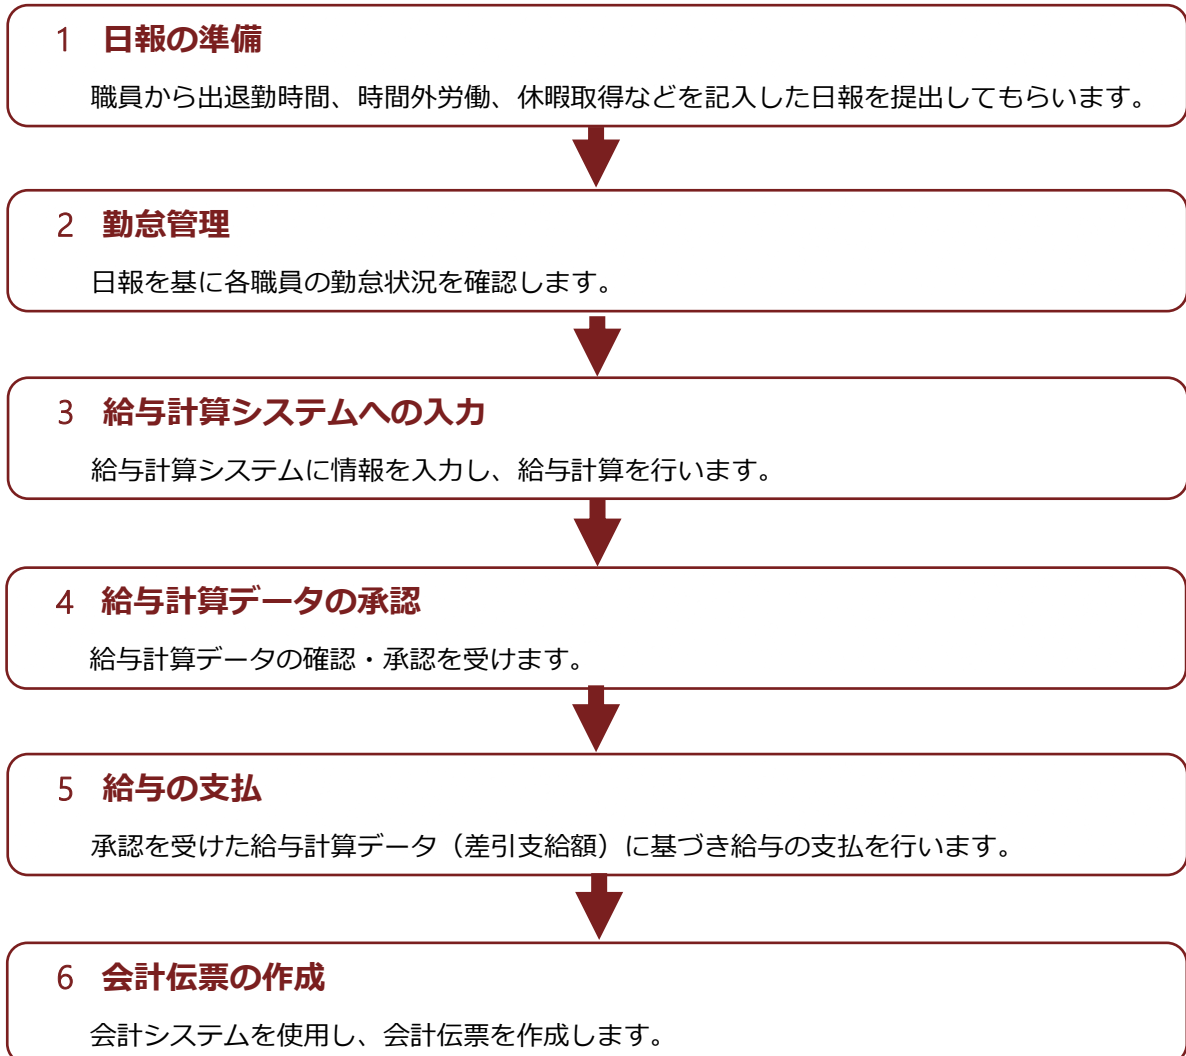 1 日報の準備
職員から出退勤時間、時間外労働、休暇取得などを記入した日報を提出してもらいます。
2 勤怠管理
日報を基に各職員の勤怠状況を確認します。
3 給与計算システムへの入力
給与計算システムに情報を入力し、給与計算を行います。
4 給与計算データの承認
給与計算データの確認・承認を受けます。
5 給与の支払
承認を受けた給与計算データ（差引支給額）に基づき給与の支払を行います。
6 会計伝票の作成
会計システムを使用し、会計伝票を作成します。